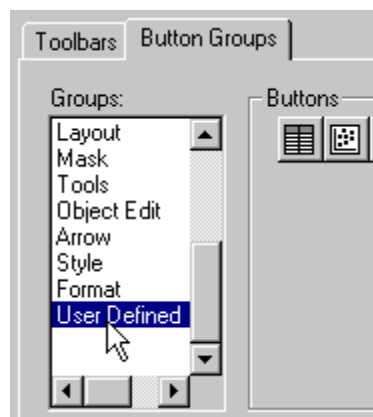 Toolbars Button Groups
Groups:
Buttons
Layout
Mask
Tools
Object Edit
Arrow
Style
Format
User Defined